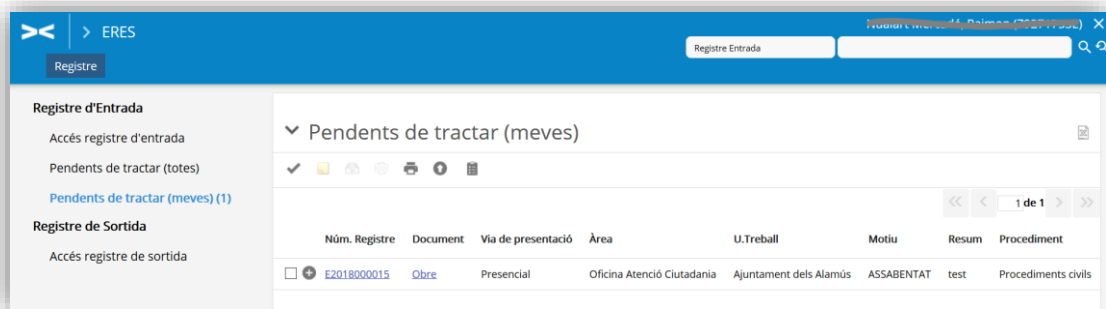 > ERES
Registre Entrada
Registre
Registre d'Entrada
Accés registre d'entrada
Pendents de tractar (totes)
Pendents de tractar (meves) (1)
Registre de Sortida
Accés registre de sortida
Pendents de tractar (meves)
1 de 1
Núm. Registre Document Via de presentació Àrea U.Treball Motiu Resum Procediment
E2018000015 Obre Presencial Oficina Atenció Ciutadania Ajuntament dels Alamús ASSABENTAT test Procediments civils